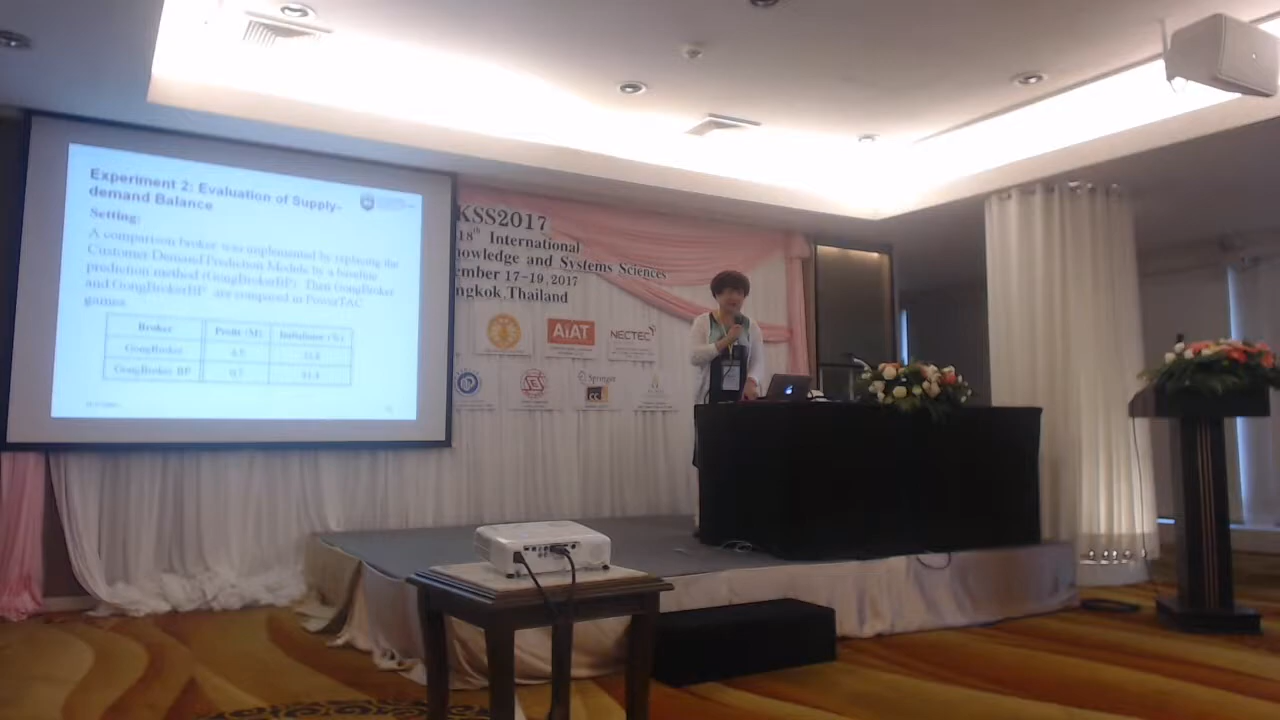 Experiment 2: Evaluation of Supply-
demand Balance
Setting:
A comparison broker was implemented by replacing the
Customer Demand Prediction Module by a baseline
prediction method (GongBrokerBP). Then GongBroker
and GongBrokerBP are compared in PowerTAC
games.
Broker Profit (M) Imbalance (%)
GongBroker
GongBroker BP
KSS2017
18th International
owledge and Systems Sciences
ember 17-19,2017
ngkok,Thailand
AiAT
NECTEC
Springer